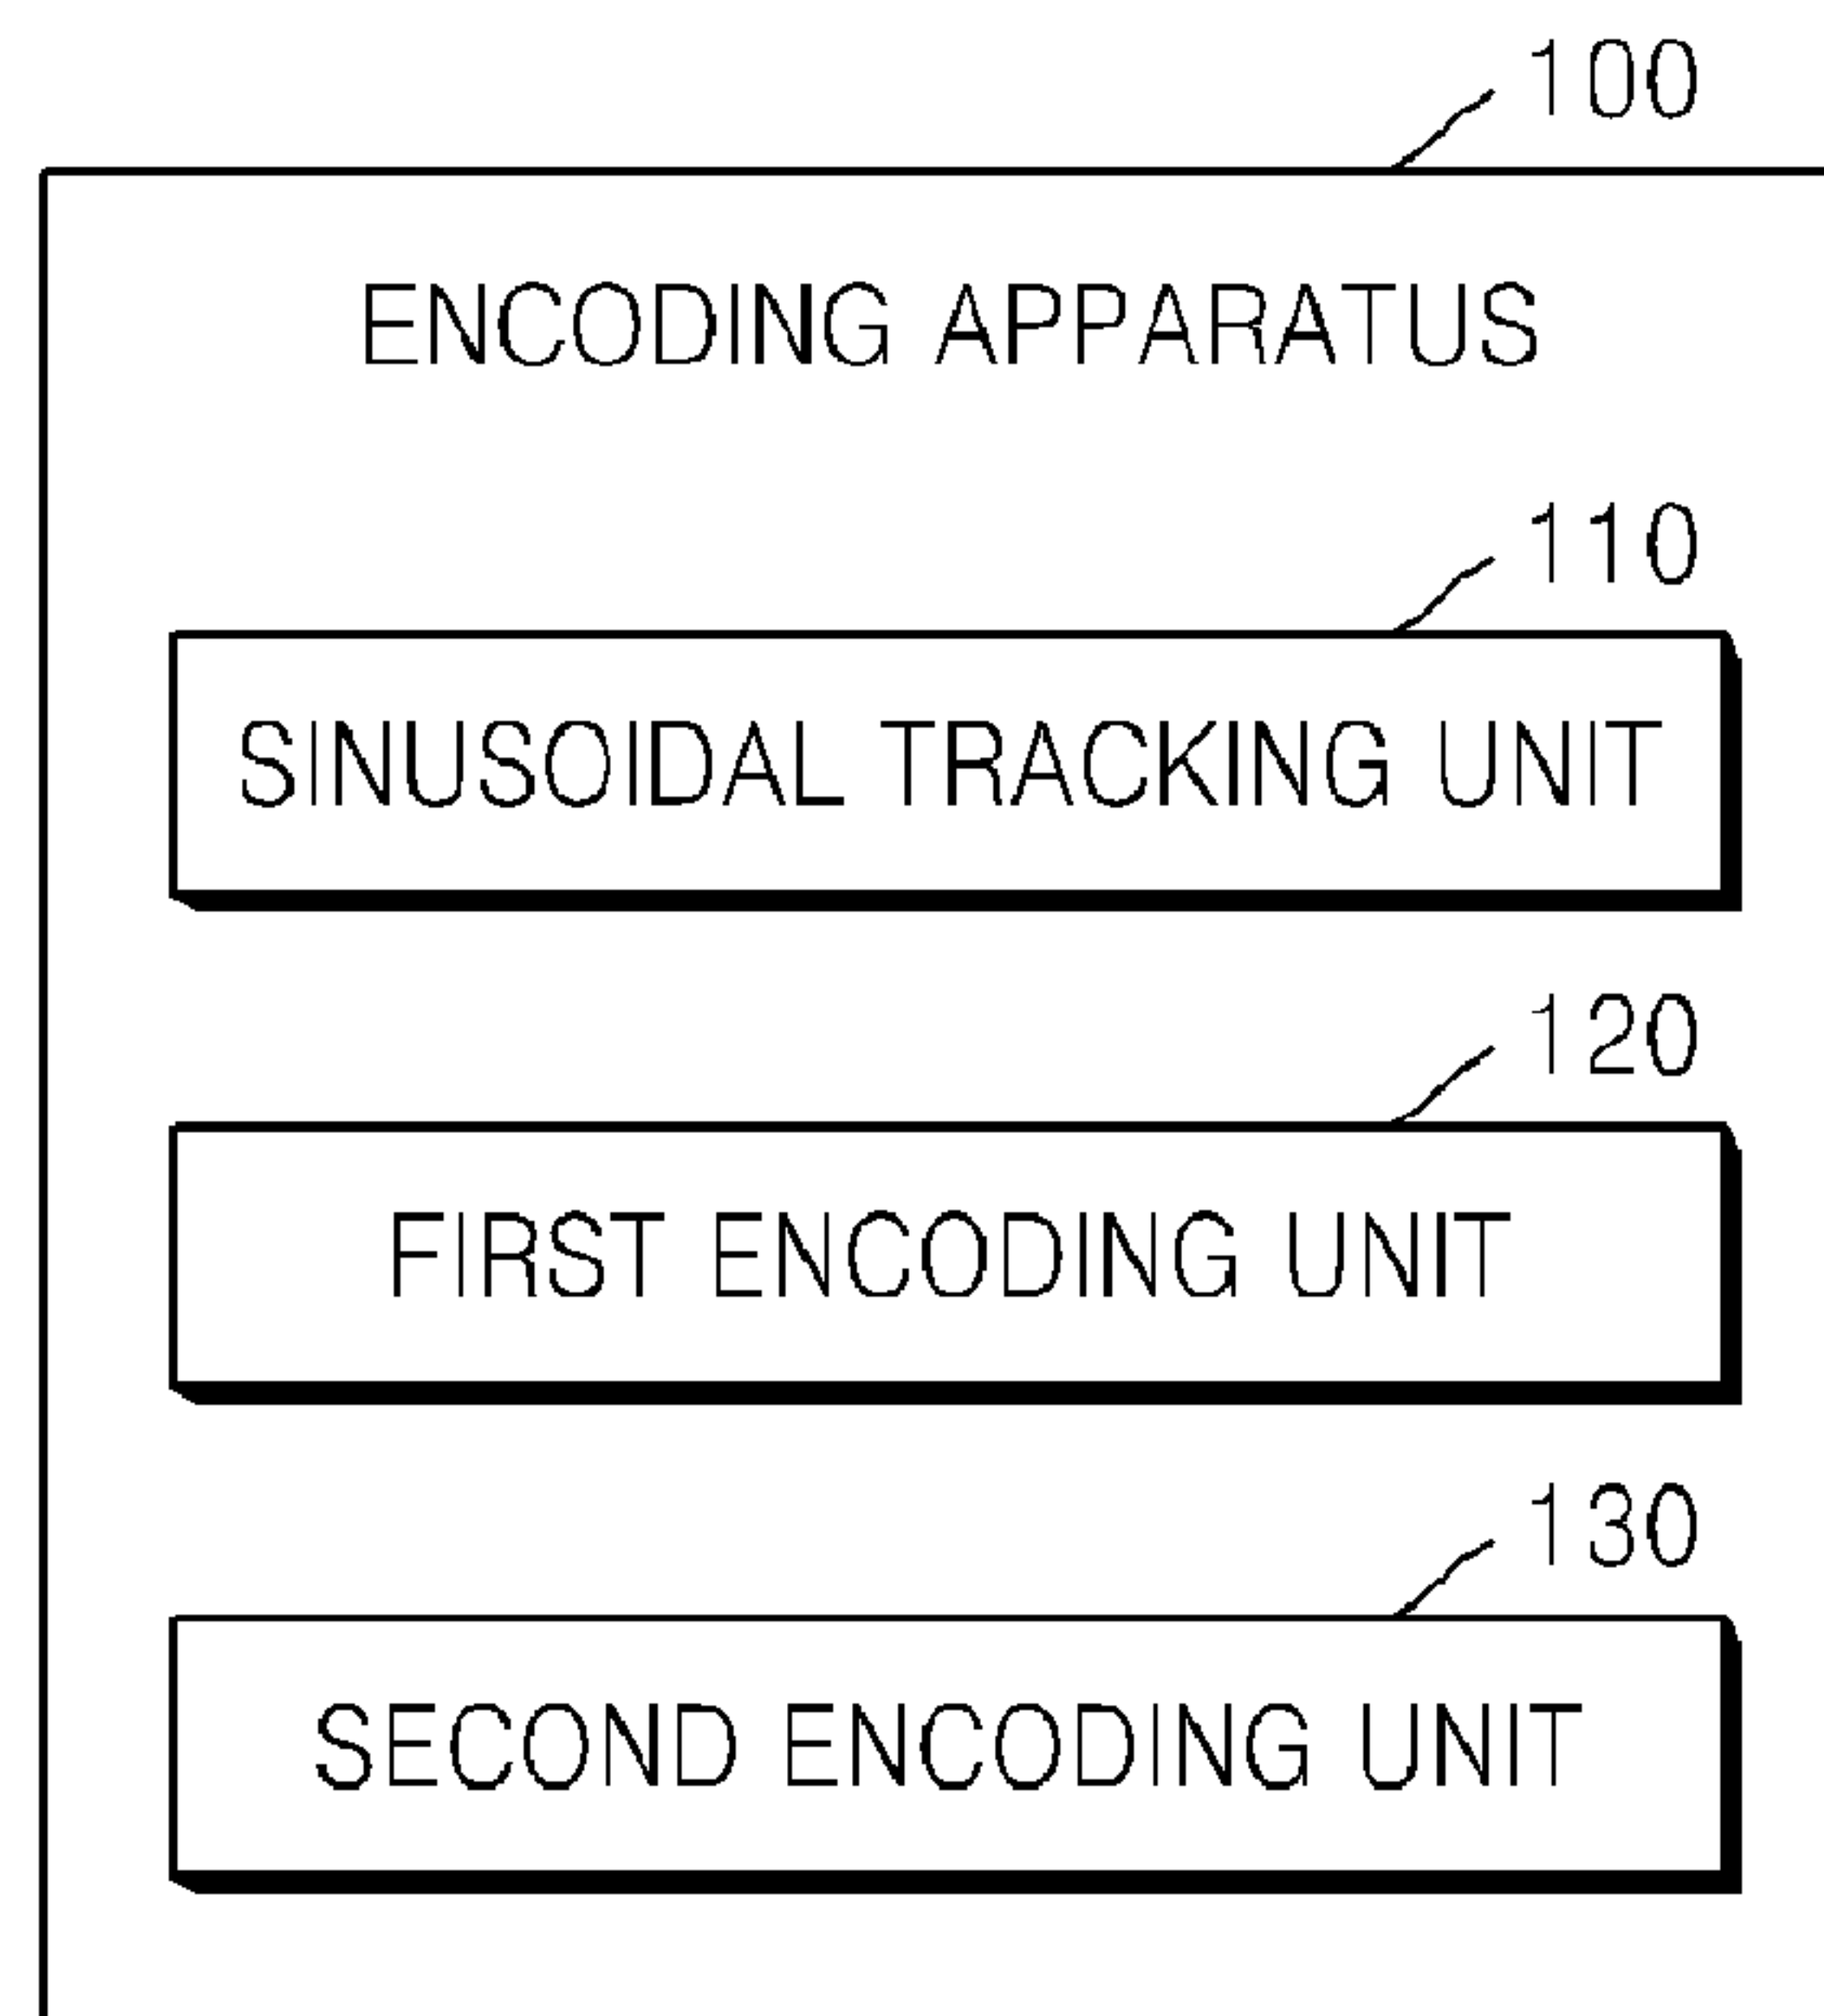 100
ENCODING APPARATUS
110
SINUSOIDAL TRACKING UNIT
120
FIRST ENCODING UNIT
130
SECOND ENCODING UNIT